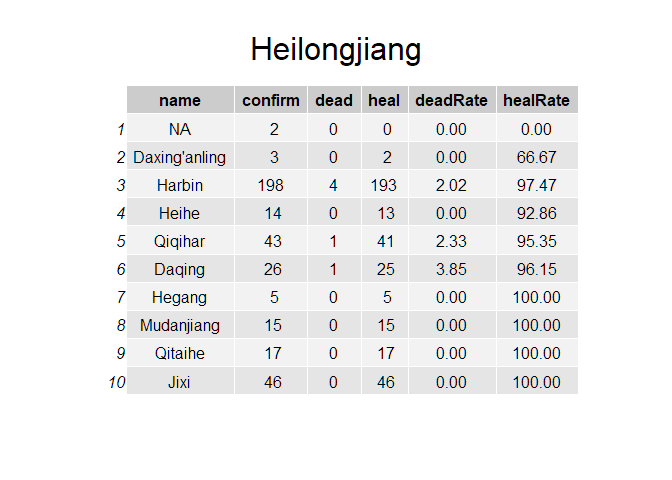 Heilongjiang
name confirm dead heal deadRate healRate
1 NA 2 0 0 0.00 0.00
2 Daxing'anling 3 0 2 0.00 66.67
3 Harbin 198 4 193 2.02 97.47
4 Heihe 14 0 13 0.00 92.86
5 Qiqihar 43 1 41 2.33 95.35
6 Daqing 26 1 25 3.85 96.15
7 Hegang 5 0 5 0.00 100.00
8 Mudanjiang 15 0 15 0.00 100.00
9 Qitaihe 17 0 17 0.00 100.00
10 Jixi 46 0 46 0.00 100.00